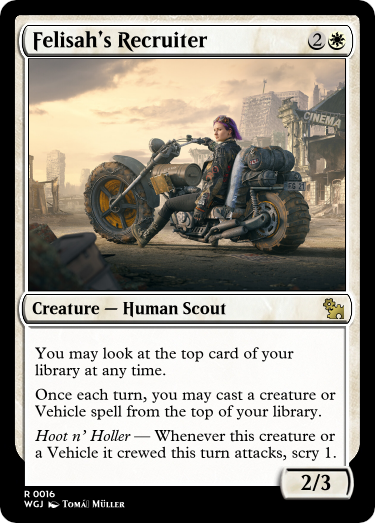 Felisah's Recruiter 2
CINEMA
Creature — Human Scout
You may look at the top card of your
library at any time.
Once each turn, you may cast a creature or
Vehicle spell from the top of your library.
Hoot n' Holler — Whenever this creature or
a Vehicle it crewed this turn attacks, scry 1.
2/3
R 0016
WGJ Tomáš Müller